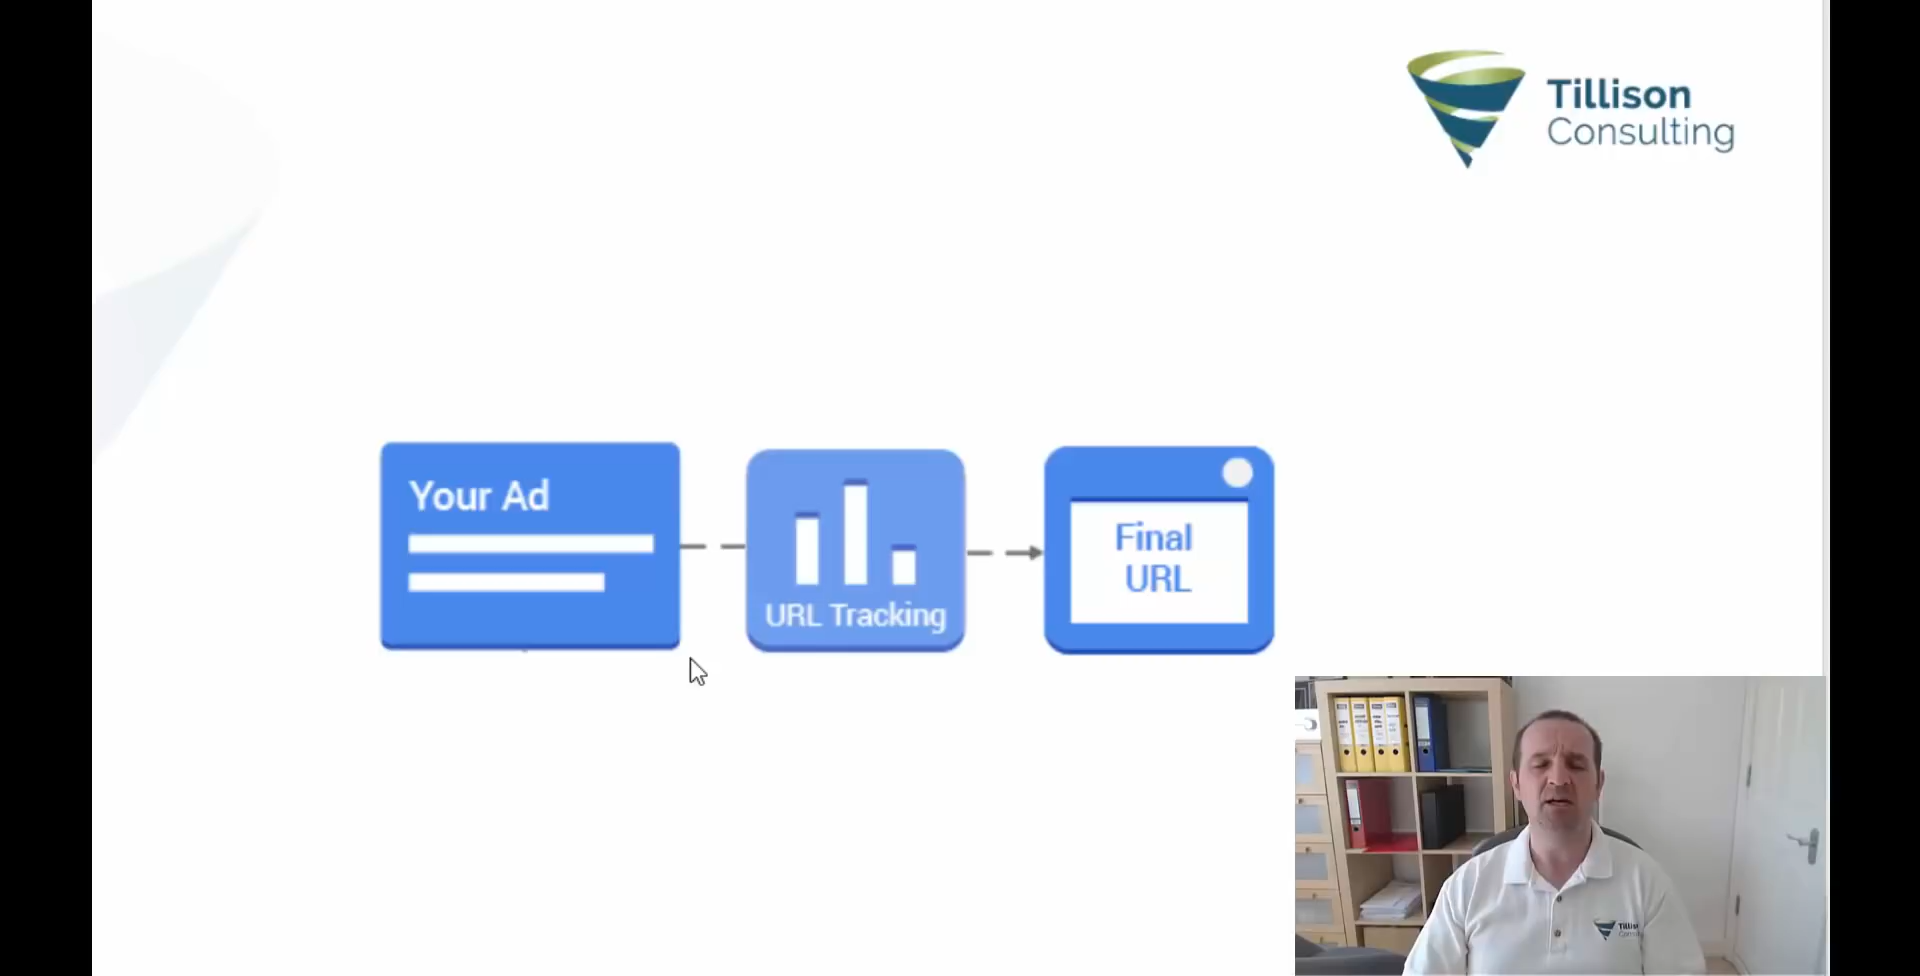 Tillison
Consulting
Your Ad
URL Tracking
Final
URL